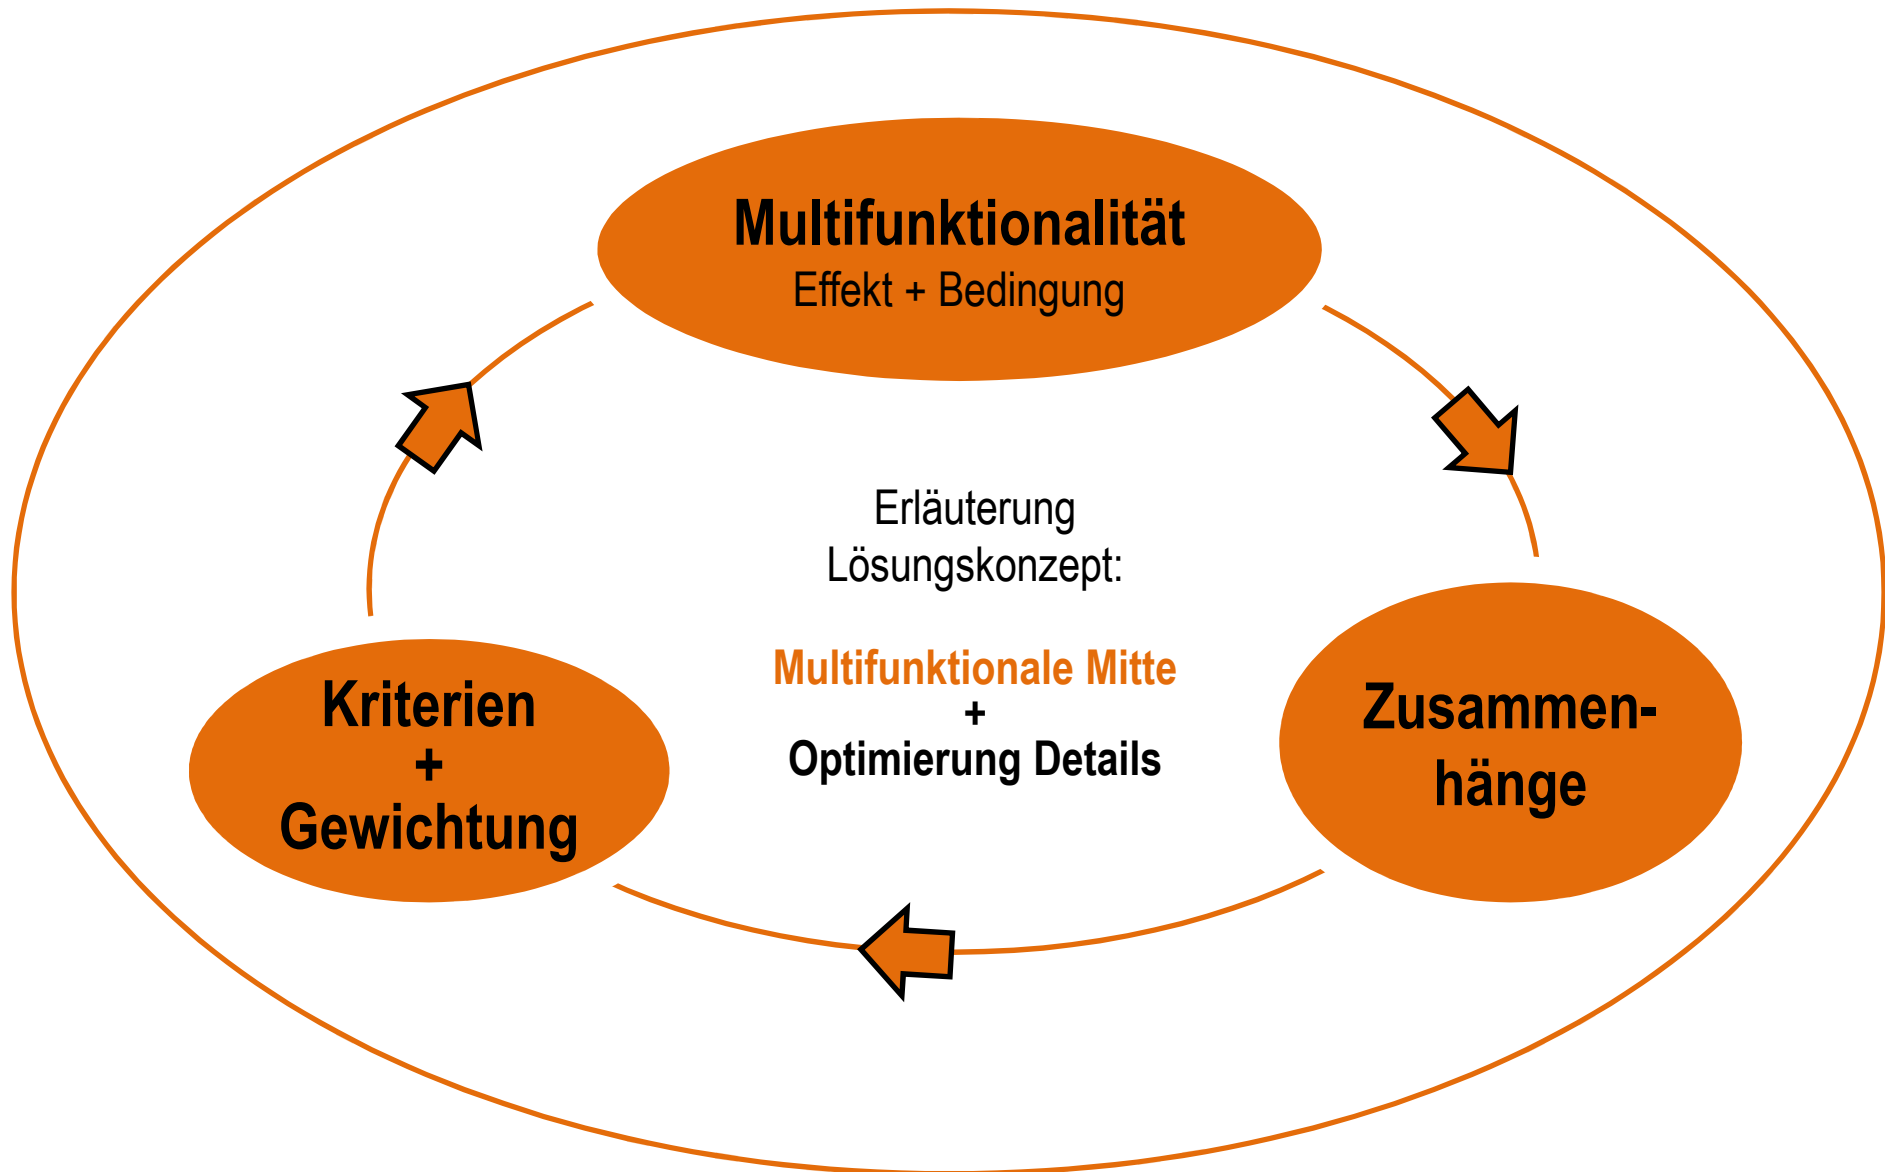 Multifunktionalität
Effekt + Bedingung
Erläuterung
Lösungskonzept:
Multifunktionale Mitte
+
Optimierung Details
Kriterien
+
Gewichtung
Zusammen-
hänge